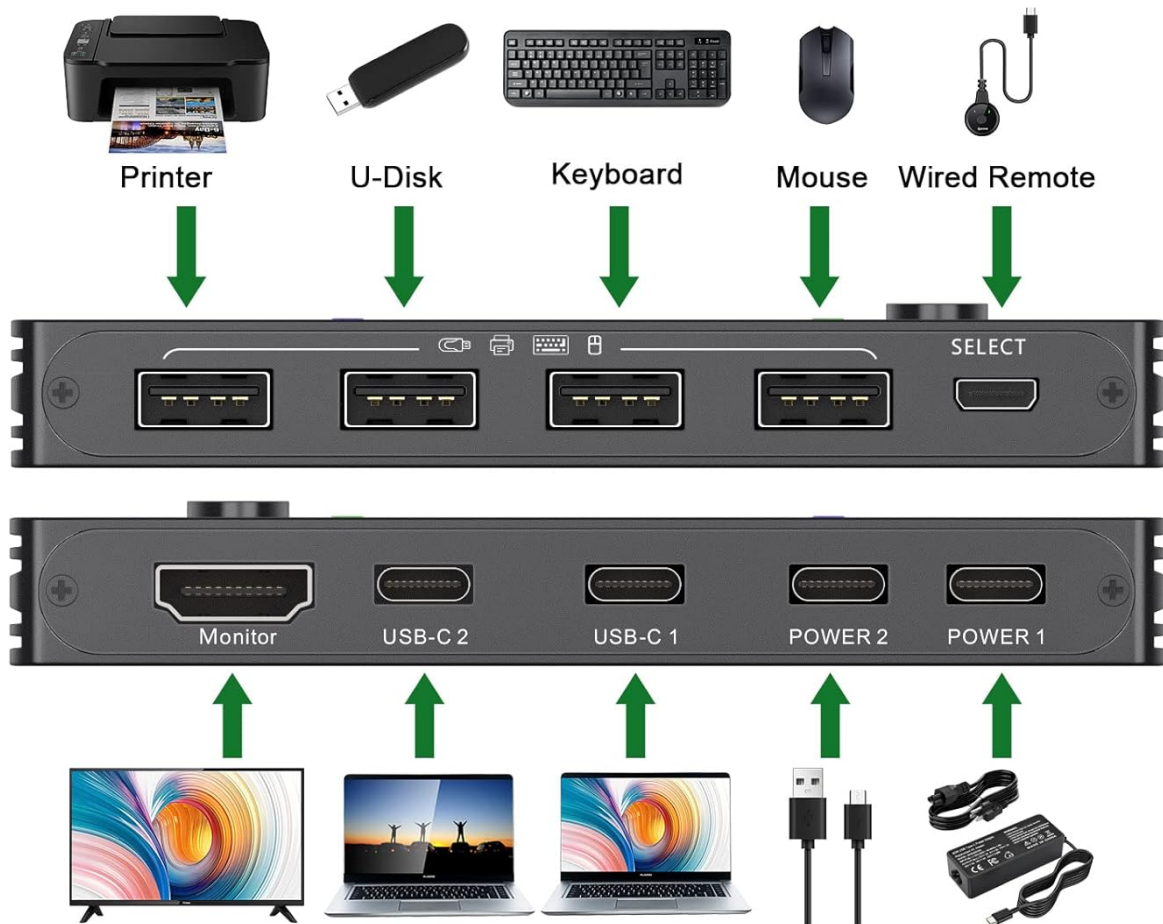 Printer
U-Disk
Keyboard
Mouse
Wired Remote
SELECT
Monitor
USB-C 2
USB-C 1
POWER 2
POWER 1